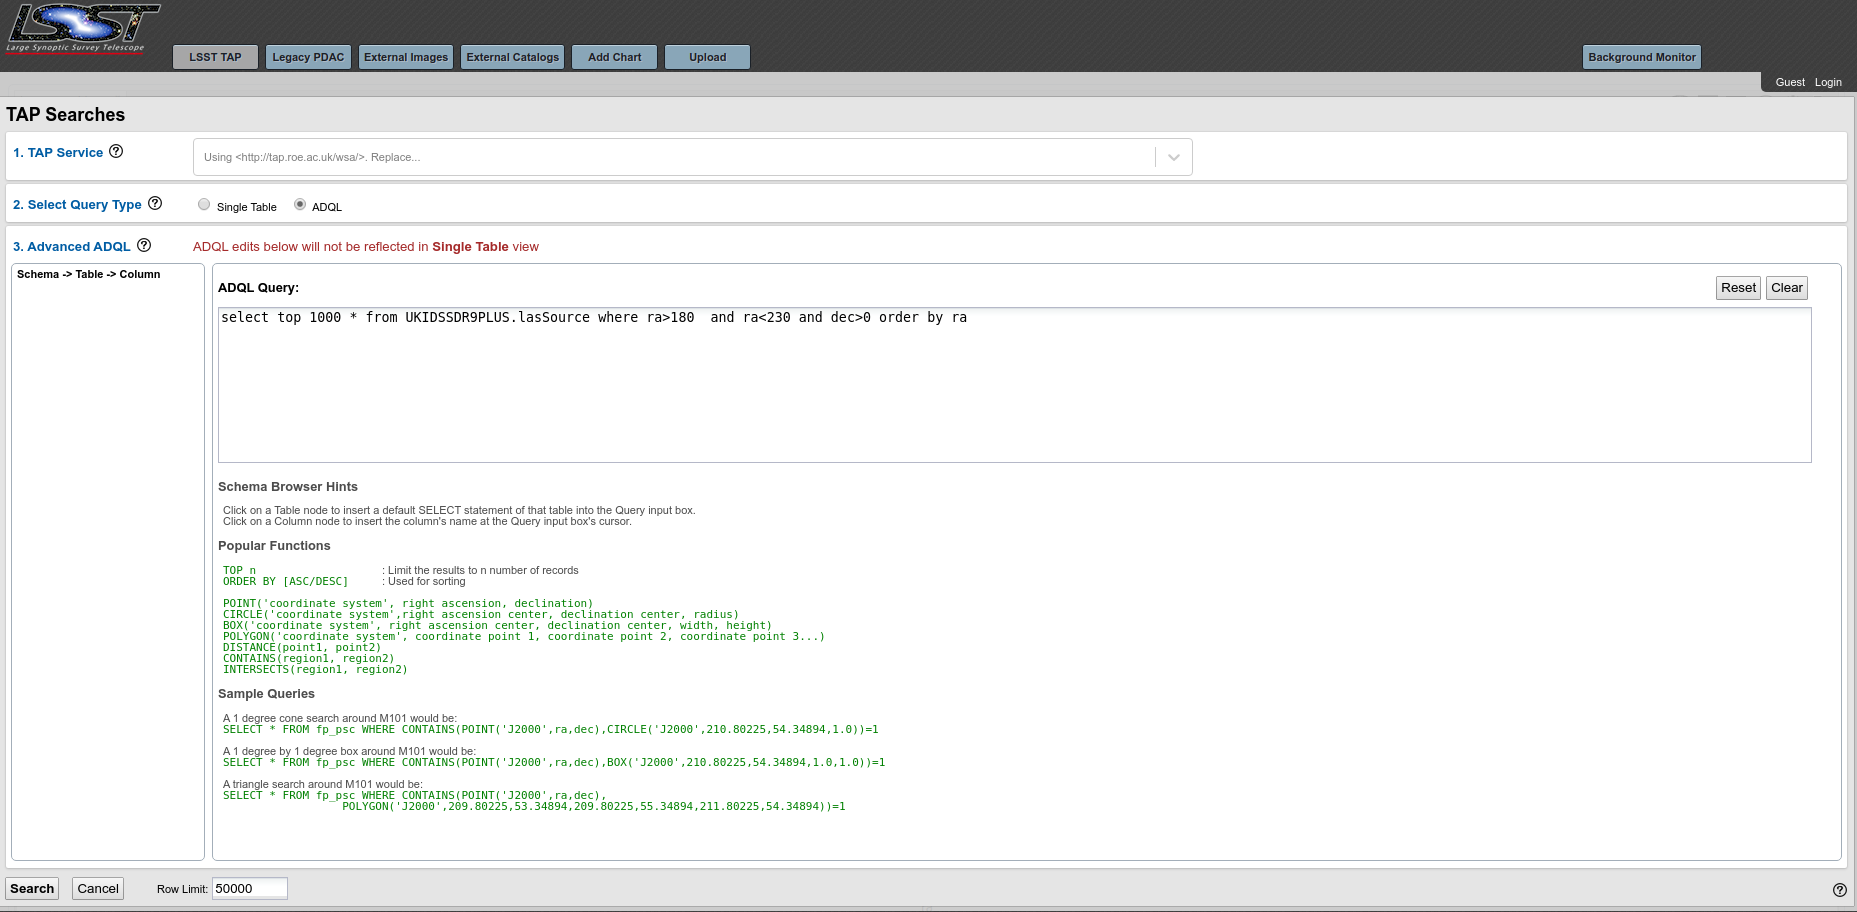 LSST
Large Synoptic Survey Telescope
LSST TAP Legacy PDAC External Images External Catalogs Add Chart Upload Background Monitor
Guest Login
TAP Searches
1. TAP Service
Using <http://tap.roe.ac.uk/wsa/>. Replace...
2. Select Query Type Single Table ADQL
3. Advanced ADQL ADQL edits below will not be reflected in Single Table view
Schema -> Table -> Column
ADQL Query: Reset Clear
select top 1000 * from UKIDSSDR9PLUS.lasSource where ra>180  and ra<230 and dec>0 order by ra
Schema Browser Hints
Click on a Table node to insert a default SELECT statement of that table into the Query input box.
Click on a Column node to insert the column's name at the Query input box's cursor.
Popular Functions
TOP n : Limit the results to n number of records
ORDER BY [ASC/DESC] : Used for sorting
POINT('coordinate system', right ascension, declination)
CIRCLE('coordinate system',right ascension center, declination center, radius)
BOX('coordinate system', right ascension center, declination center, width, height)
POLYGON('coordinate system', coordinate point 1, coordinate point 2, coordinate point 3...)
DISTANCE(point1, point2)
CONTAINS(region1, region2)
INTERSECTS(region1, region2)
Sample Queries
A 1 degree cone search around M101 would be:
SELECT * FROM fp_psc WHERE CONTAINS(POINT('J2000',ra,dec),CIRCLE('J2000',210.80225,54.34894,1.0))=1
A 1 degree by 1 degree box around M101 would be:
SELECT * FROM fp_psc WHERE CONTAINS(POINT('J2000',ra,dec),BOX('J2000',210.80225,54.34894,1.0,1.0))=1
A triangle search around M101 would be:
SELECT * FROM fp_psc WHERE CONTAINS(POINT('J2000',ra,dec),
POLYGON('J2000',209.80225,53.34894,209.80225,55.34894,211.80225,54.34894))=1
Search Cancel Row Limit: 50000